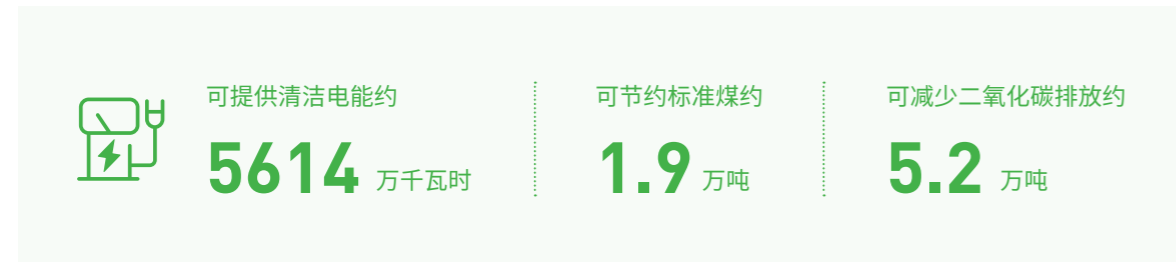 可提供清洁电能约
5614 万千瓦时
可节约标准煤约
1.9 万吨
可减少二氧化碳排放约
5.2 万吨